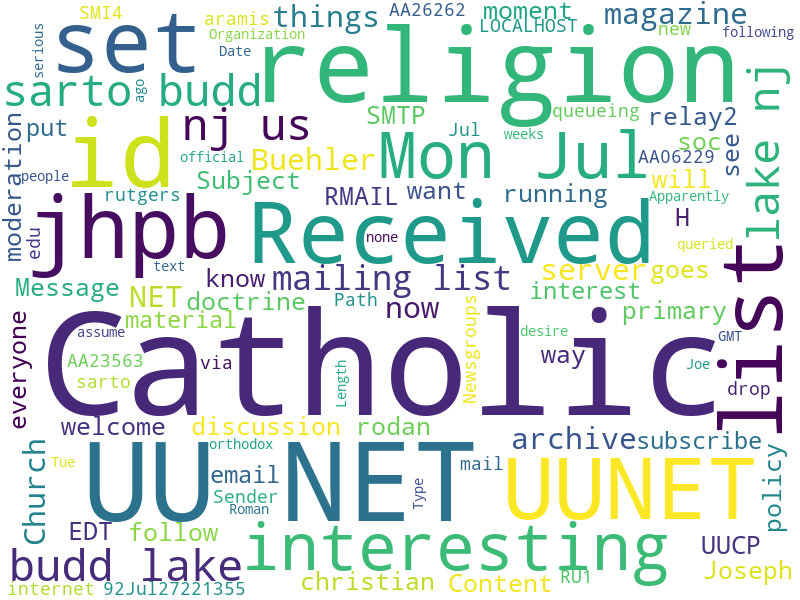 SMI4 aramis things AA26262 moment magazine
serious set Organization religion LOCALHOST new following
Date
sarto budd ago lake nj
moderation put id nj us SMTP queueing relay2
Jul weeks soc see
people official Buehler Mon Jul AA06229
rutgers Subject RMAIL want running will Apparently
edu jhpb Received H
text none queried
Message know mailing list server goes list
NET doctrine Path now interest primary
everyone material Newsgroups desire GMT
assume Catholic
AA23563 via way Joe
sarto Length drop
welcome discussion rodan archive subscribe
Church orthodox policy
Tue UU NET email mail UUNET
Sender Type
Roman
EDT follow interesting UUCP
budd lake RU1 Joseph
internet 92Jul27221355 christian Content